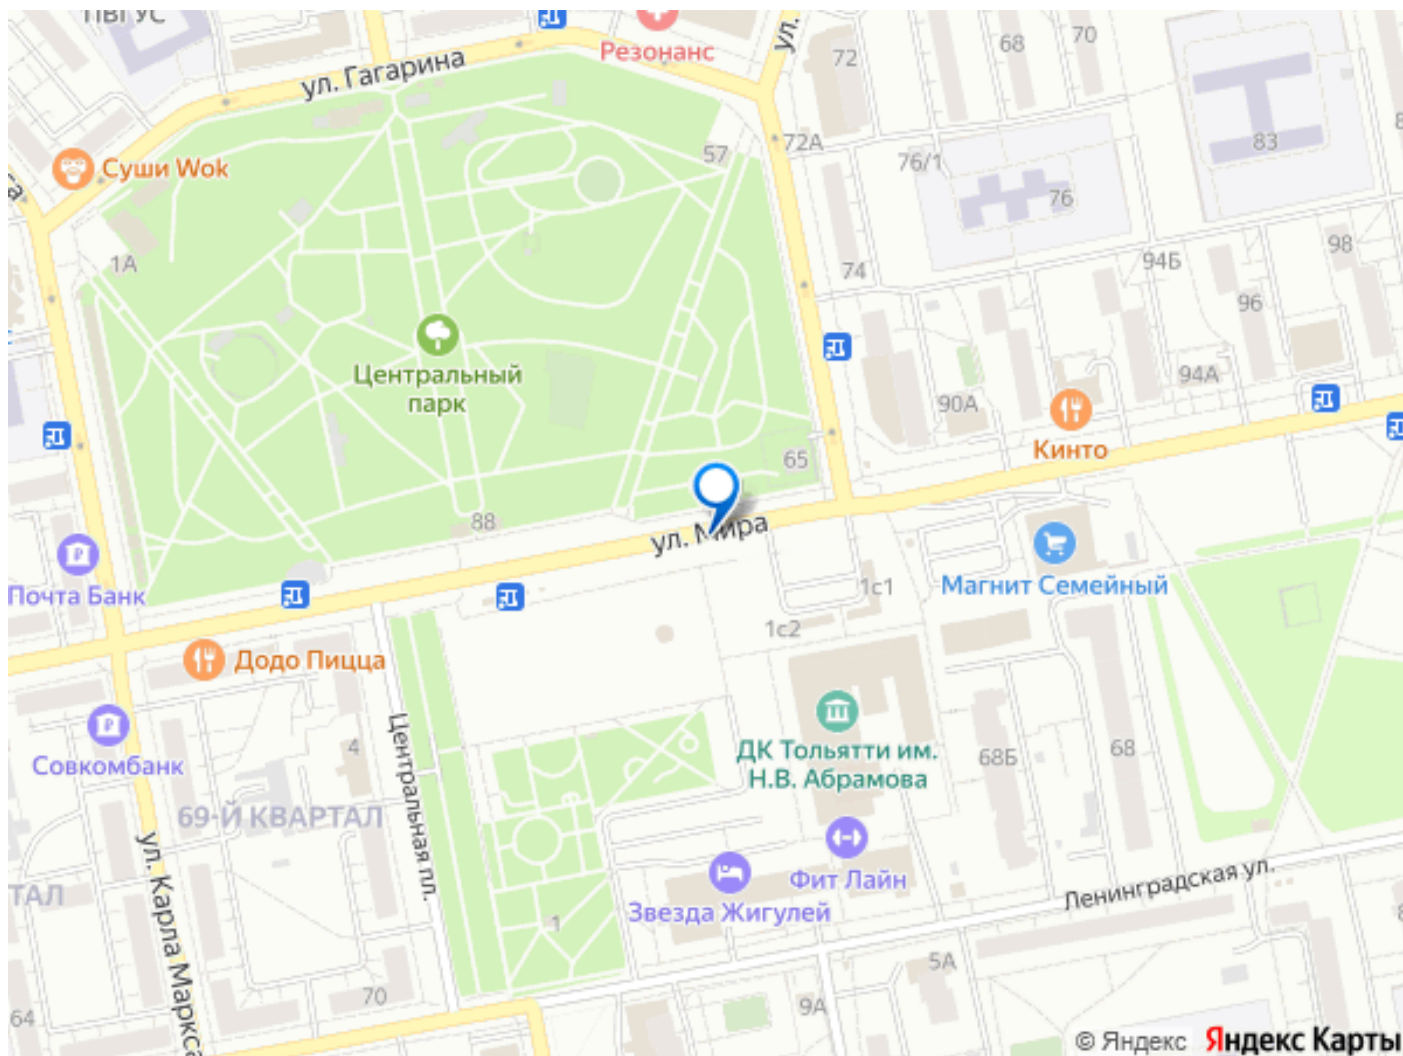 ПВГУС
Резонанс
ул.
72
68
70
ул. Гагарина
83
72А
57
76/1
76
Суши Wok
1А
98
94Б
74
96
Центральный
парк
94А
90А
Кинто
65
88
ул. Мира
Почта Банк
Магнит Семейный
1с1
1с2
Додо Пицца
Совкомбанк
4
Центральная пл.
ДК Тольятти им.
Н.В. Абрамова
68Б
68
69-Й КВАРТАЛ
ул. Карла Маркса
ТАЛ
Фит Лайн
Звезда Жигулей
Ленинградская ул.
1
5А
70
9А
64
© Яндекс Яндекс Карты